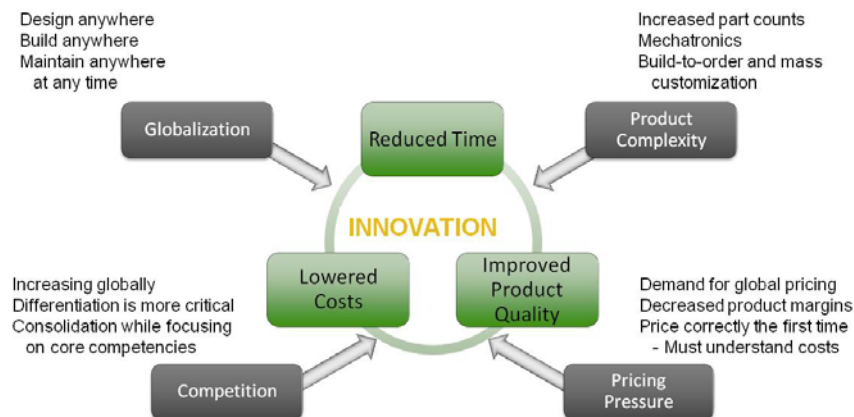 Design anywhere
Build anywhere
Maintain anywhere
at any time
Increased part counts
Mechatronics
Build-to-order and mass
customization
Globalization
Reduced Time
Product
Complexity
INNOVATION
Lowered
Costs
Improved
Product
Quality
Increasing globally
Differentiation is more critical
Consolidation while focusing
on core competencies
Demand for global pricing
Decreased product margins
Price correctly the first time
- Must understand costs
Competition
Pricing
Pressure